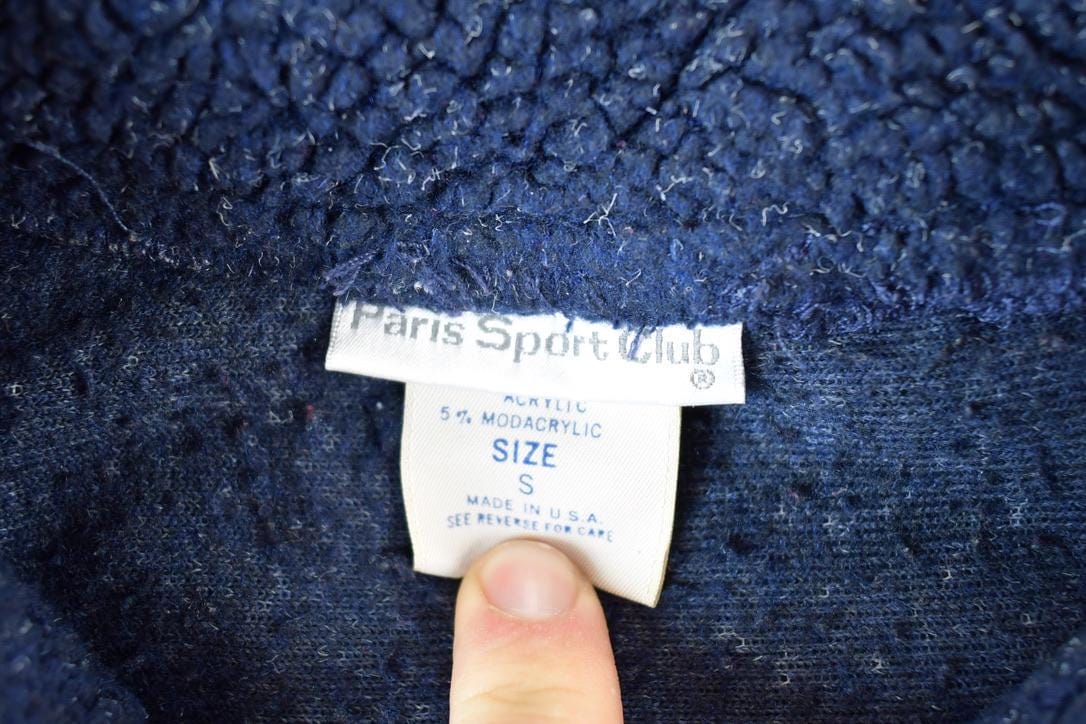 Paris Sport Club
®
ACRYLIC
5% MODACRYLIC
SIZE
S
MADE IN U.S.A.
SEE REVERSE FOR CARE